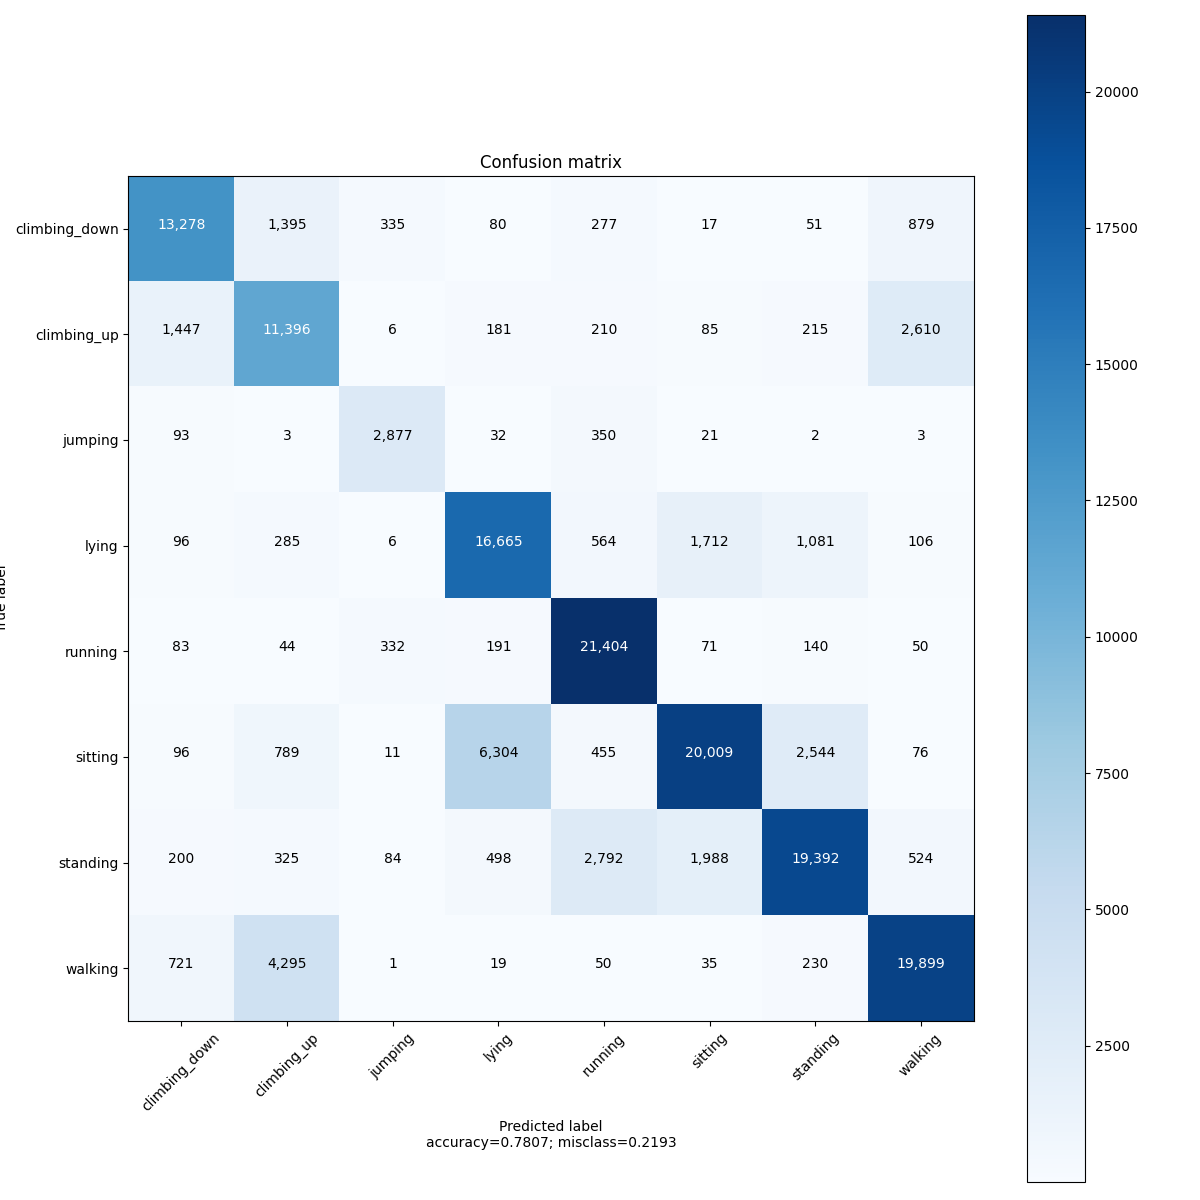 Confusion matrix
climbing_down 13,278 1,395 335 80 277 17 51 879
climbing_up 1,447 11,396 6 181 210 85 215 2,610
jumping 93 3 2,877 32 350 21 2 3
lying 96 285 6 16,665 564 1,712 1,081 106
running 83 44 332 191 21,404 71 140 50
sitting 96 789 11 6,304 455 20,009 2,544 76
standing 200 325 84 498 2,792 1,988 19,392 524
walking 721 4,295 1 19 50 35 230 19,899
climbing_down climbing_up jumping lying running sitting standing walking
Predicted label
accuracy=0.7807; misclass=0.2193
label
20000
17500
15000
12500
10000
7500
5000
2500